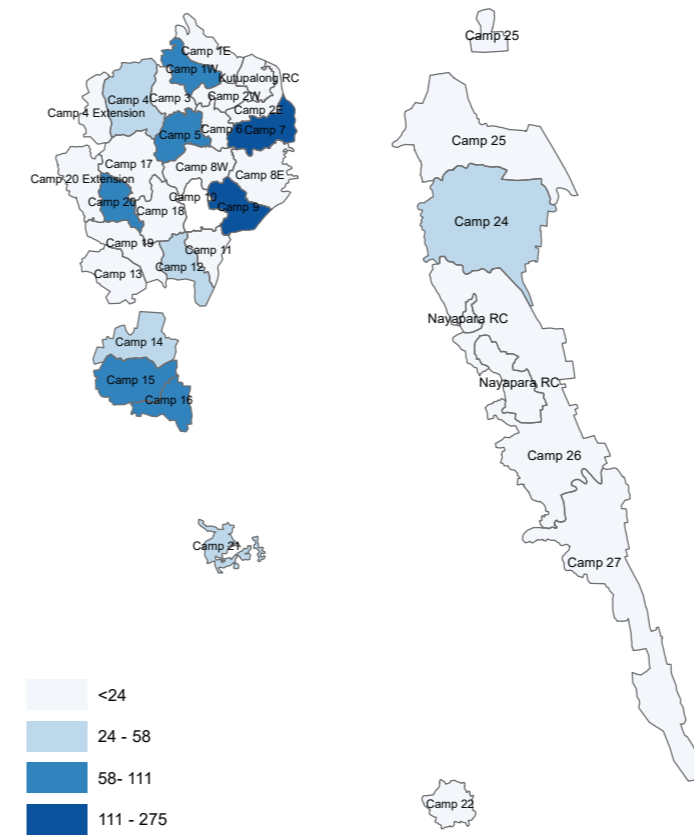 Camp 25
Camp 1E
Camp 1W
Kutupalong RC
Camp 4
Camp 3
Camp 2W
Camp 4 Extension
Camp 2E
Camp 5
Camp 6
Camp 7
Camp 25
Camp 17
Camp 8W
Camp 8E
Camp 20 Extension
Camp 20
Camp 10
Camp 9
Camp 18
Camp 24
Camp 19
Camp 11
Camp 12
Camp 13
Nayapara RC
Camp 14
Camp 15
Nayapara RC
Camp 16
Camp 26
Camp 21
Camp 27
<24
24 - 58
58- 111
Camp 22
111 - 275